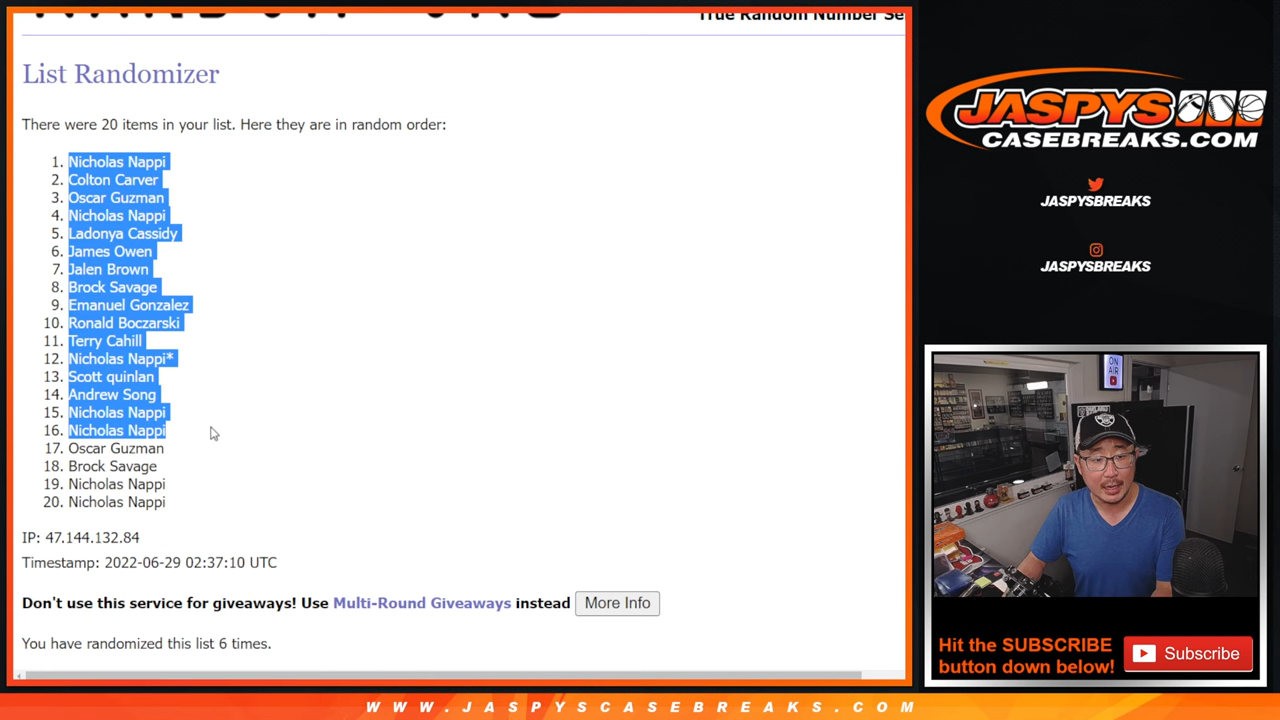 True Random Number Se
List Randomizer
There were 20 items in your list. Here they are in random order:
1. Nicholas Nappi
2. Colton Carver
3. Oscar Guzman
4. Nicholas Nappi
5. Ladonya Cassidy
6. James Owen
7. Jalen Brown
8. Brock Savage
9. Emanuel Gonzalez
10. Ronald Boczarski
11. Terry Cahill
12. Nicholas Nappi*
13. Scott quinlan
14. Andrew Song
15. Nicholas Nappi
16. Nicholas Nappi
17. Oscar Guzman
18. Brock Savage
19. Nicholas Nappi
20. Nicholas Nappi
IP: 47.144.132.84
Timestamp: 2022-06-29 02:37:10 UTC
Don't use this service for giveaways! Use Multi-Round Giveaways instead More Info
You have randomized this list 6 times.
JASPYS
CASEBREAKS.COM
JASPYSBREAKS
JASPYSBREAKS
ON
AIR
Hit the SUBSCRIBE
button down below!
Subscribe
WWW.JASPYSCASEBREAKS.COM